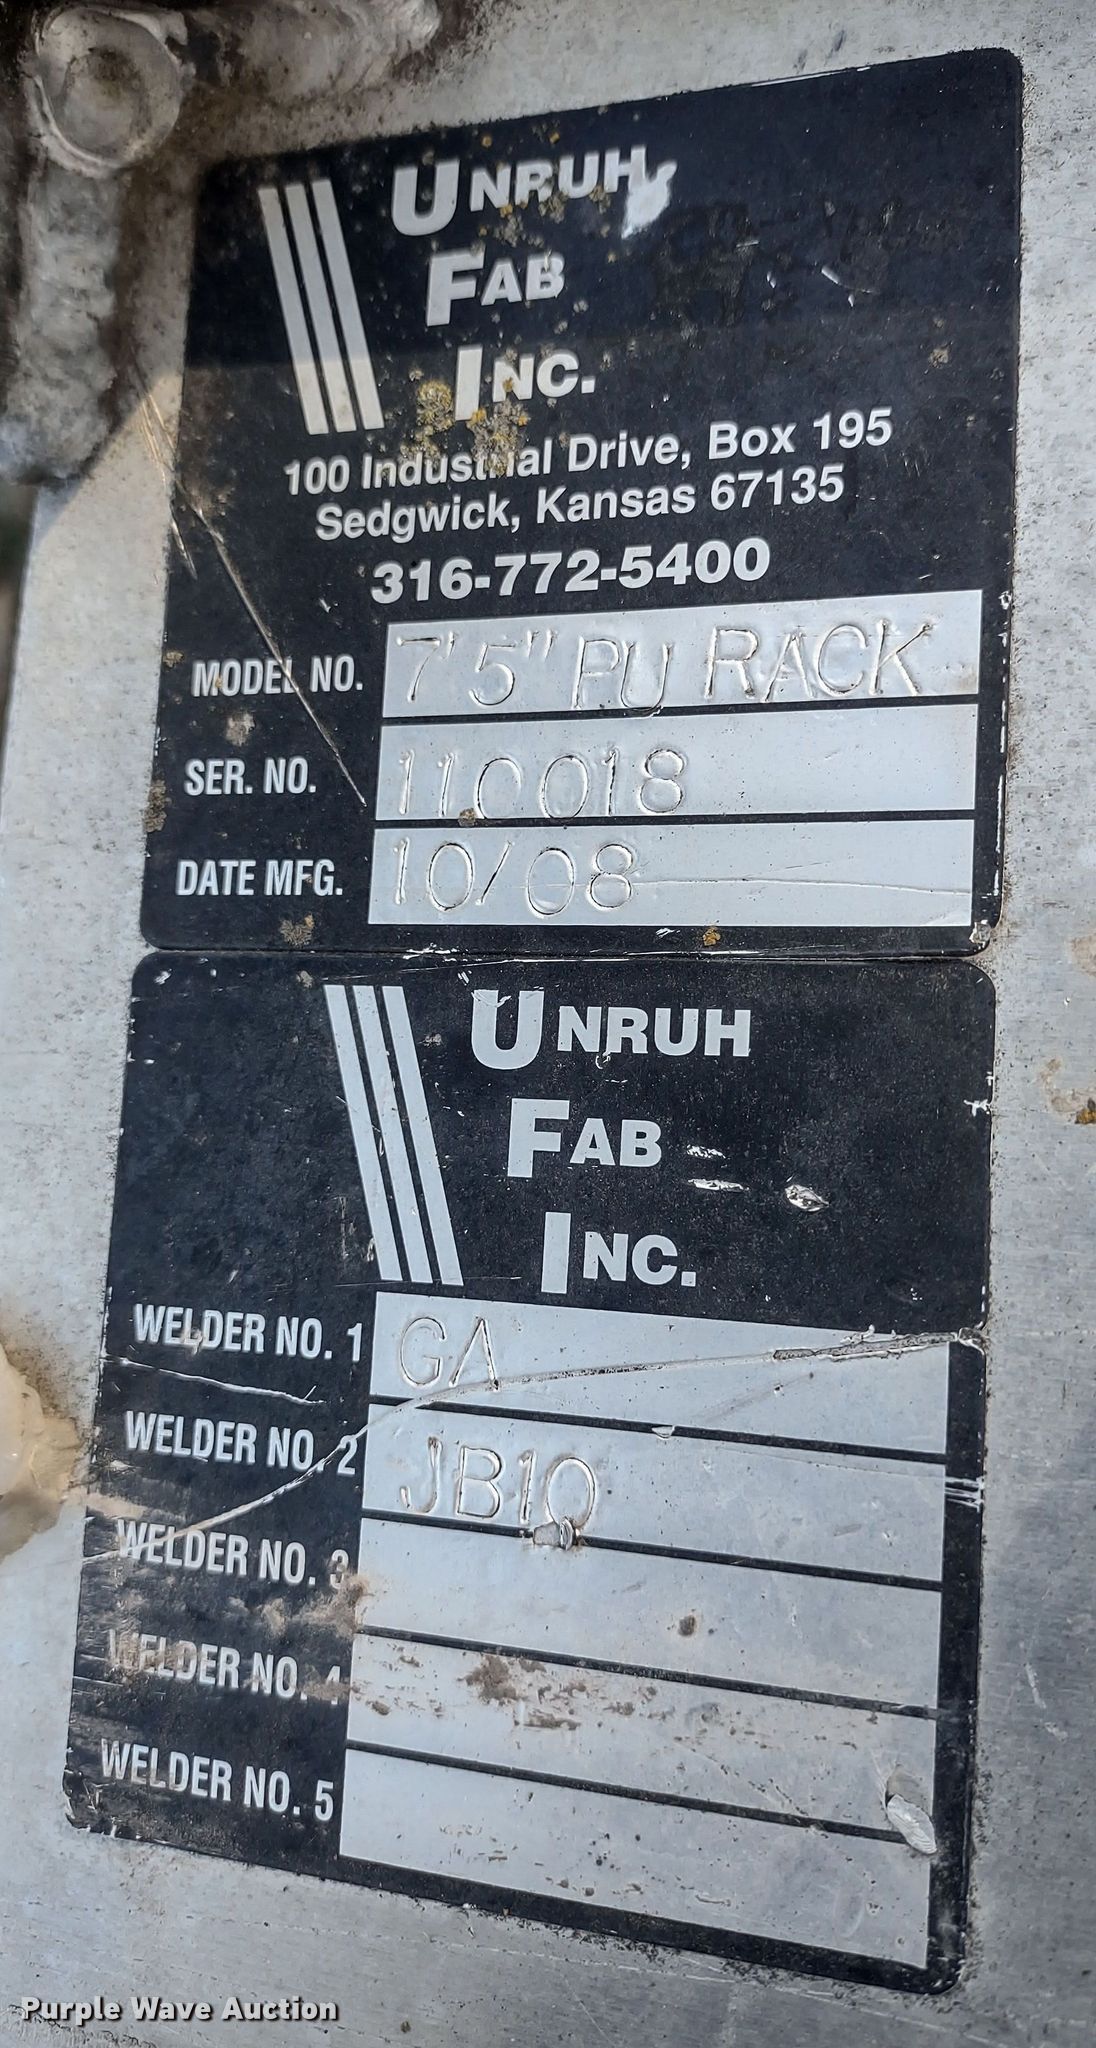 UNRUH
FAB
INC.
100 Industrial Drive, Box 195
Sedgwick, Kansas 67135
316-772-5400
MODEL NO. 7'5" PU RACK
SER. NO. 110018
DATE MFG. 10/08
UNRUH
FAB
INC.
WELDER NO. 1 GA
WELDER NO. 2 JB10
WELDER NO. 3
WELDER NO. 4
WELDER NO. 5
Purple Wave Auction